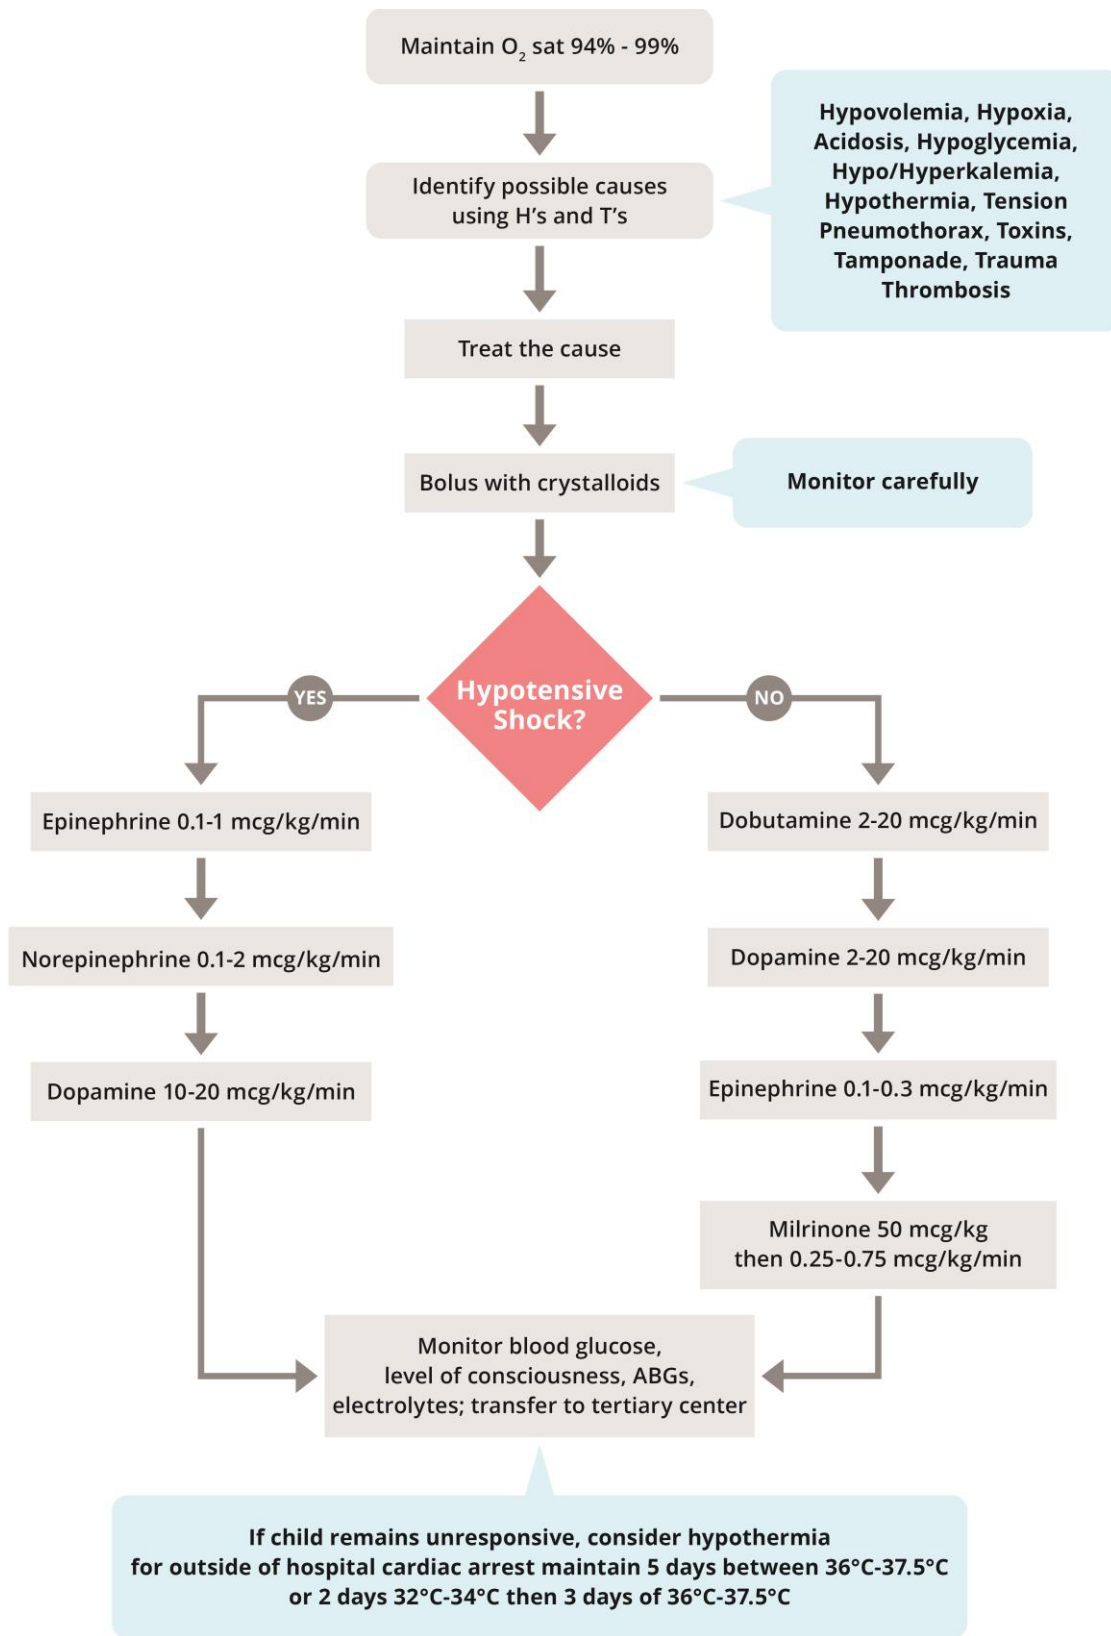 Maintain O₂ sat 94% - 99%
Identify possible causes
using H's and T's
Hypovolemia, Hypoxia,
Acidosis, Hypoglycemia,
Hypo/Hyperkalemia,
Hypothermia, Tension
Pneumothorax, Toxins,
Tamponade, Trauma
Thrombosis
Treat the cause
Bolus with crystalloids
Monitor carefully
Hypotensive
Shock?
YES
NO
Epinephrine 0.1-1 mcg/kg/min
Norepinephrine 0.1-2 mcg/kg/min
Dopamine 10-20 mcg/kg/min
Dobutamine 2-20 mcg/kg/min
Dopamine 2-20 mcg/kg/min
Epinephrine 0.1-0.3 mcg/kg/min
Milrinone 50 mcg/kg
then 0.25-0.75 mcg/kg/min
Monitor blood glucose,
level of consciousness, ABGs,
electrolytes; transfer to tertiary center
If child remains unresponsive, consider hypothermia
for outside of hospital cardiac arrest maintain 5 days between 36°C-37.5°C
or 2 days 32°C-34°C then 3 days of 36°C-37.5°C